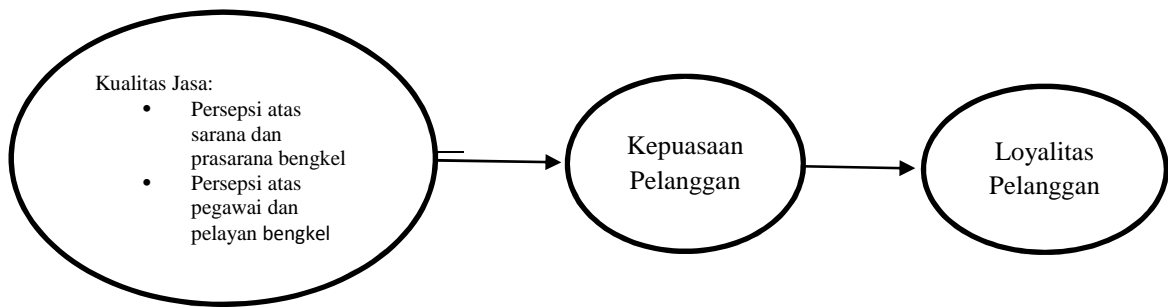 Kualitas Jasa:
• Persepsi atas
sarana dan
prasarana bengkel
• Persepsi atas
pegawai dan
pelayan bengkel
Kepuasaan
Pelanggan
Loyalitas
Pelanggan